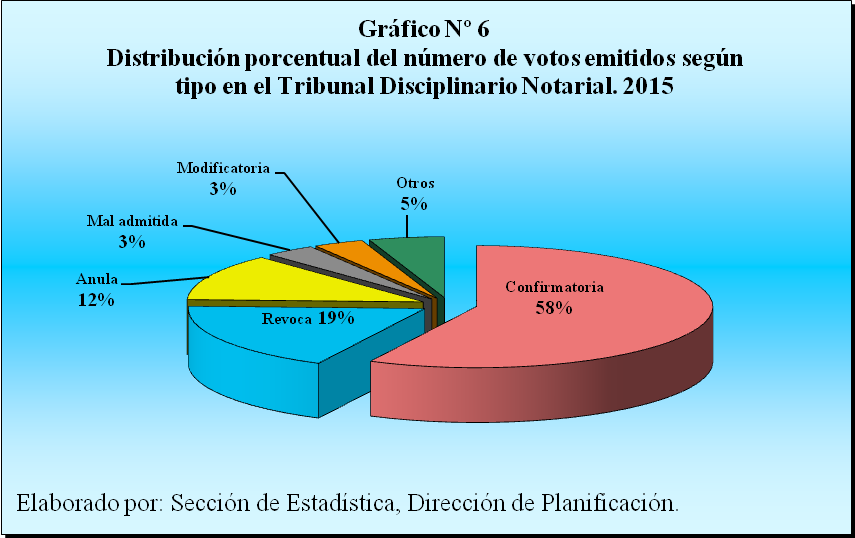 Gráfico Nº 6
Distribución porcentual del número de votos emitidos según
tipo en el Tribunal Disciplinario Notarial. 2015
Modificatoria
3%
Otros
5%
Mal admitida
3%
Anula
12%
Confirmatoria
58%
Revoca 19%
Elaborado por: Sección de Estadística, Dirección de Planificación.